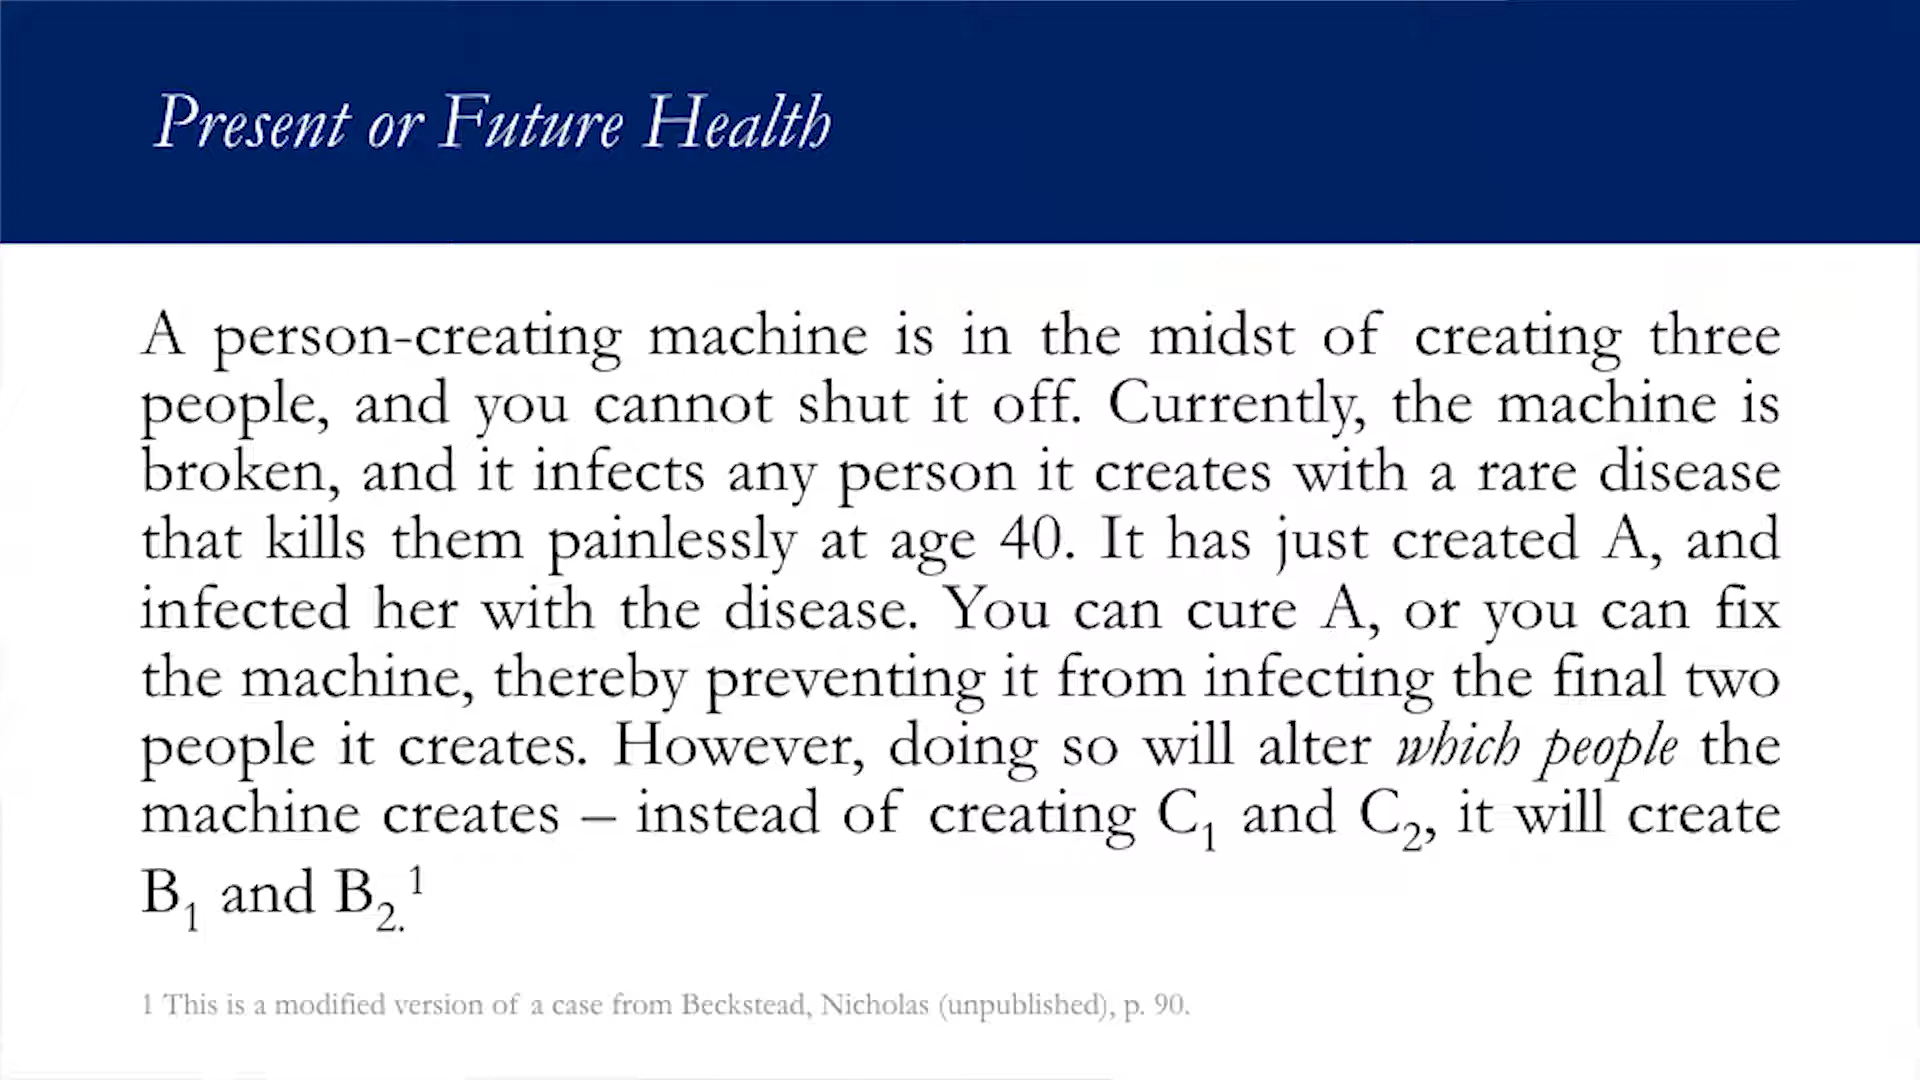 Present or Future Health
A person-creating machine is in the midst of creating three
people, and you cannot shut it off. Currently, the machine is
broken, and it infects any person it creates with a rare disease
that kills them painlessly at age 40. It has just created A, and
infected her with the disease. You can cure A, or you can fix
the machine, thereby preventing it from infecting the final two
people it creates. However, doing so will alter which people the
machine creates – instead of creating C₁ and C₂, it will create
B₁ and B₂.¹
1 This is a modified version of a case from Beckstead, Nicholas (unpublished), p. 90.